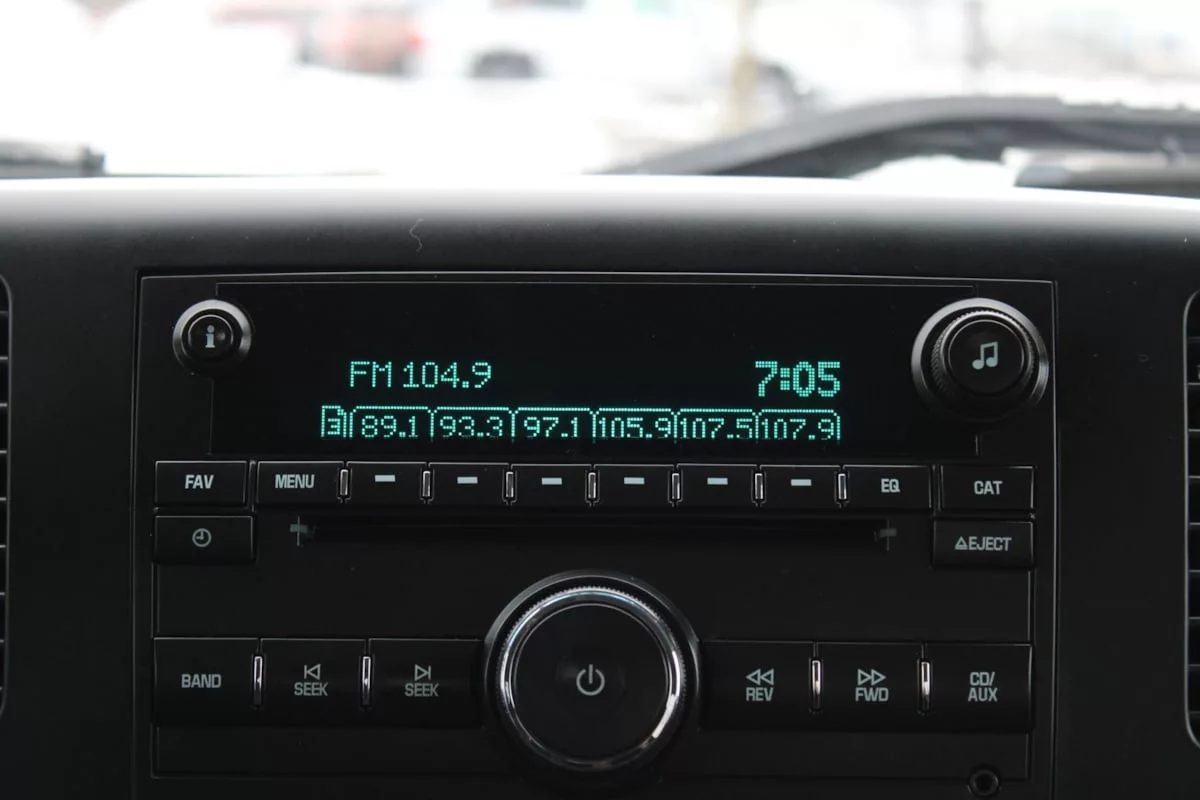 FM 104.9 7:05
89.1 93.3 97.1 105.9 107.5 107.9
FAV MENU EQ CAT
EJECT
BAND SEEK SEEK REV FWD CD/
AUX